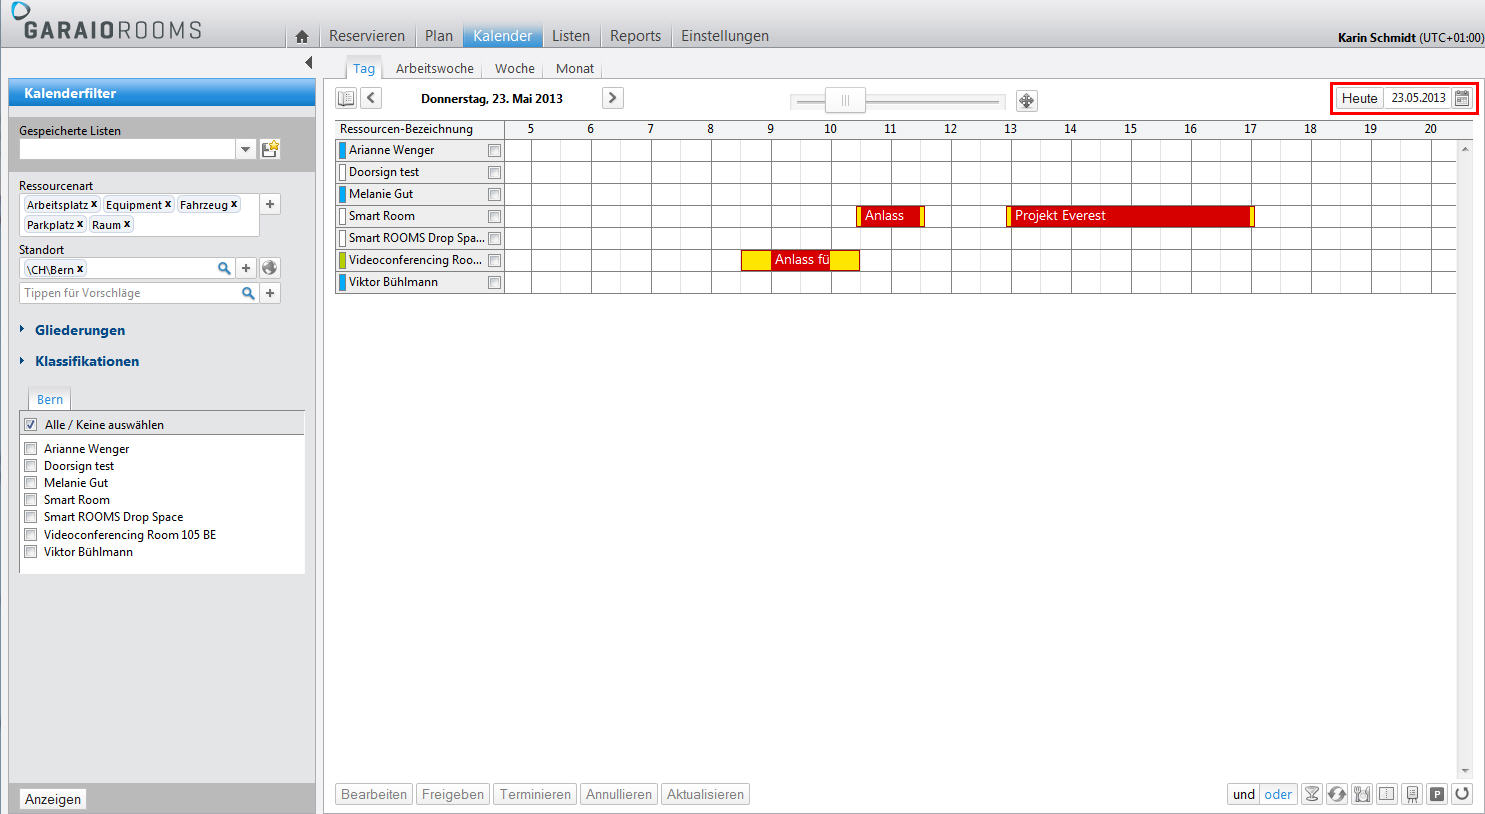 GARAIOROOMS
Reservieren Plan Kalender Listen Reports Einstellungen
Karin Schmidt (UTC+01:00)
Tag Arbeitswoche Woche Monat
Kalenderfilter
Gespeicherte Listen
Ressourcenart
Arbeitsplatz x Equipment x Fahrzeug x
Parkplatz x Raum x
Standort
\CH\Bern x
Tippen für Vorschläge
Gliederungen
Klassifikationen
Bern
Alle / Keine auswählen
Arianne Wenger
Doorsign test
Melanie Gut
Smart Room
Smart ROOMS Drop Space
Videoconferencing Room 105 BE
Viktor Bühlmann
Anzeigen
Donnerstag, 23. Mai 2013
Heute 23.05.2013
Ressourcen-Bezeichnung 5 6 7 8 9 10 11 12 13 14 15 16 17 18 19 20
Arianne Wenger
Doorsign test
Melanie Gut
Smart Room Anlass Projekt Everest
Smart ROOMS Drop Spa...
Videoconferencing Roo... Anlass fü
Viktor Bühlmann
Bearbeiten Freigeben Terminieren Annullieren Aktualisieren
und oder P